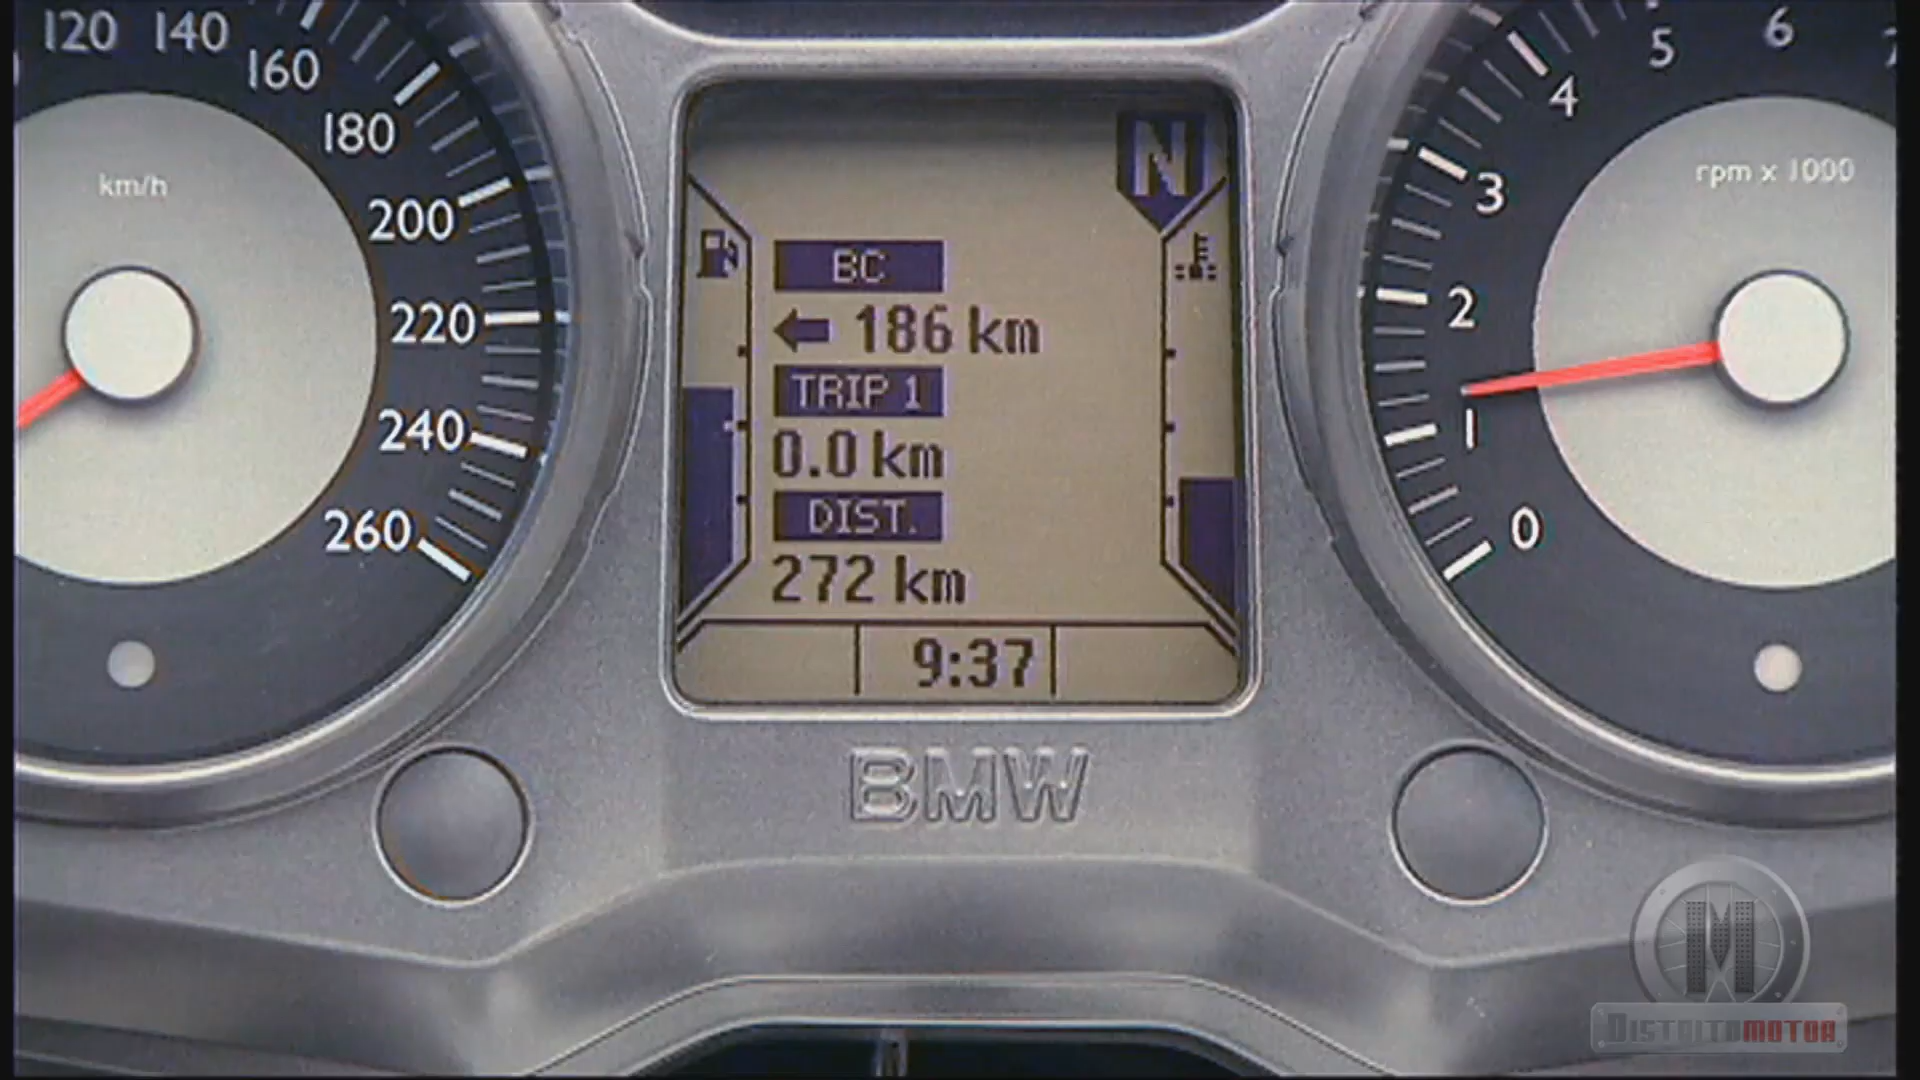 120 140 160 180 200 220 240 260
km/h
N
BC
186 km
TRIP 1
0.0 km
DIST.
272 km
9:37
BMW
0 1 2 3 4 5 6 7
rpm x 1000
M
DISTRITOMOTOR